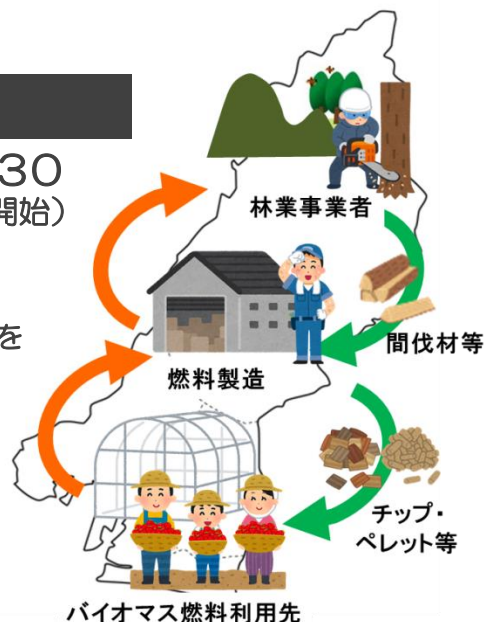 30
開始）
を
林業事業者
間伐材等
燃料製造
チップ・
ペレット等
バイオマス燃料利用先